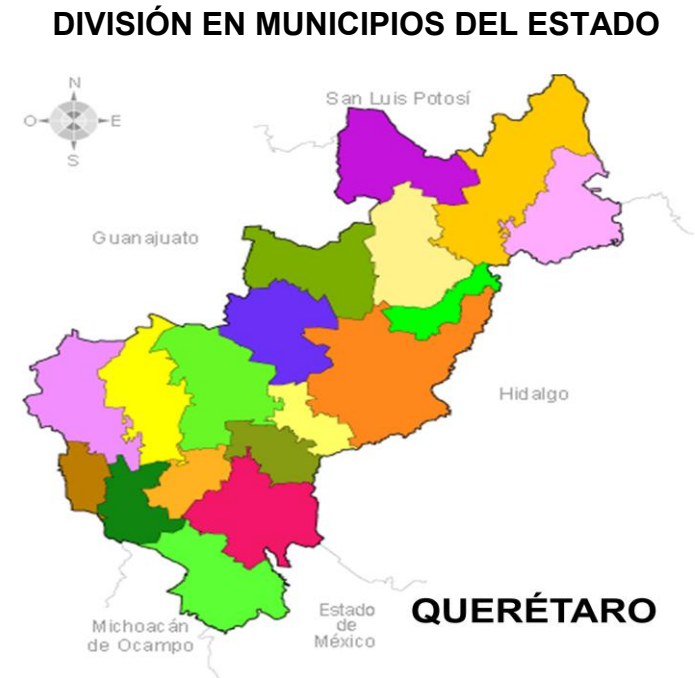 DIVISIÓN EN MUNICIPIOS DEL ESTADO
N
San Luis Potosí
O
E
S
Guanajuato
Hidalgo
QUERÉTARO
Estado
de
México
Michoacán
de Ocampo